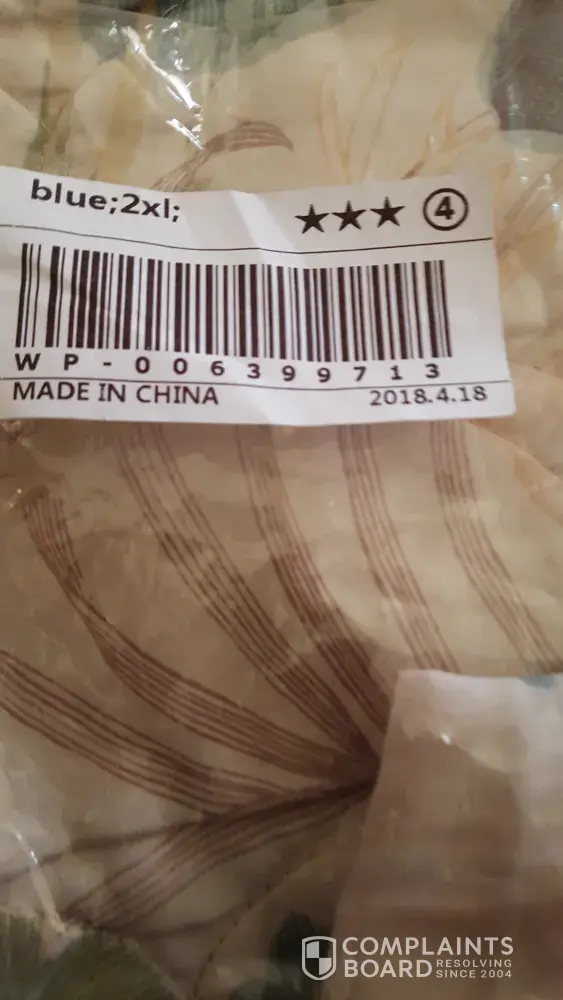 blue;2xl;
★★★ ④
WP-006399713
MADE IN CHINA 2018.4.18
COMPLAINTS
BOARD RESOLVING
SINCE 2004